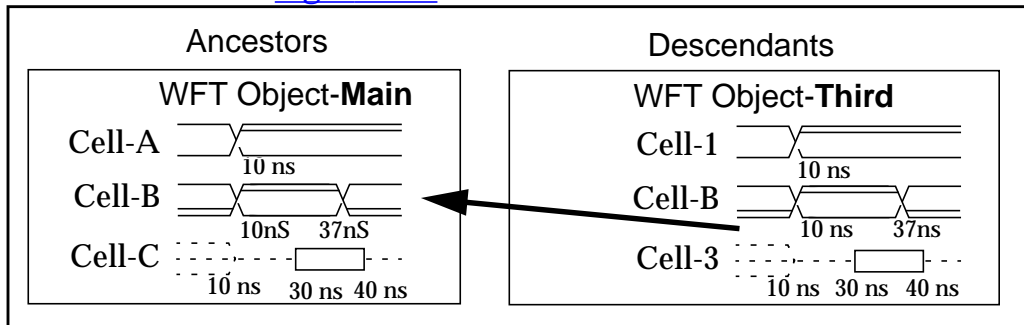 Ancestors
WFT Object-Main
Cell-A
10 ns
Cell-B
10nS 37nS
Cell-C
10 ns 30 ns 40 ns
Descendants
WFT Object-Third
Cell-1
10 ns
Cell-B
10 ns 37ns
Cell-3
10 ns 30 ns 40 ns